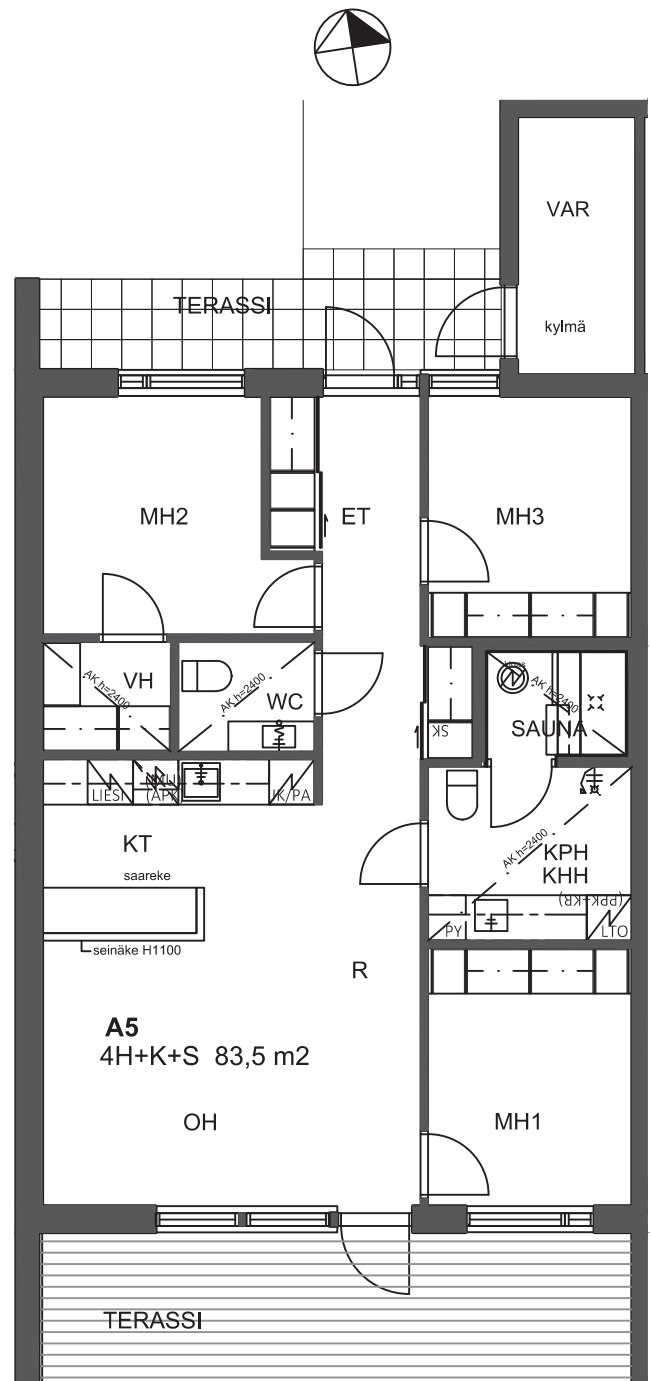 VAR
TERASSI
kylmä
MH2
ET
MH3
VH
AK h=2400
WC
AK h=2400
AK h=2400
SAUNA
SK
LIESI
(APK)
JK/PA
KT
saareke
AK h=2400
KPH
KHH
(PPK+KR)
PY
LTO
seinäke H1100
R
A5
4H+K+S 83,5 m2
OH
MH1
TERASSI